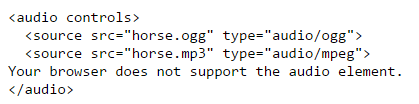 <audio controls>
  <source src="horse.ogg" type="audio/ogg">
  <source src="horse.mp3" type="audio/mpeg">
Your browser does not support the audio element.
</audio>